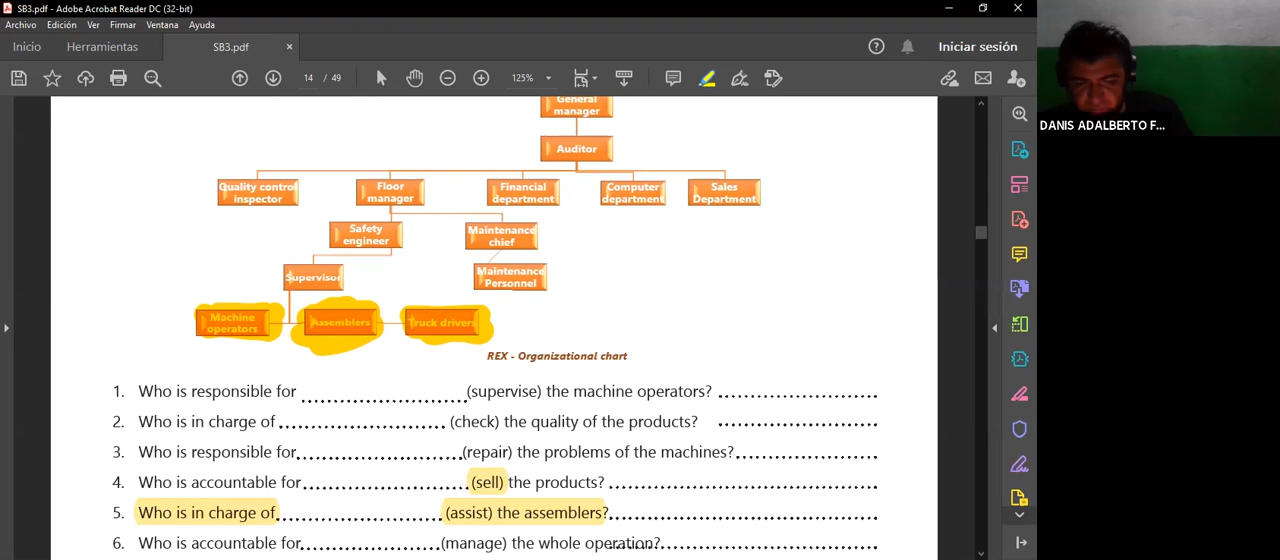 SB3.pdf - Adobe Acrobat Reader DC (32-bit)
Archivo Edición Ver Firmar Ventana Ayuda
Inicio Herramientas SB3.pdf × Iniciar sesión
14 / 49 125%
DANIS ADALBERTO F...
General
manager
Auditor
Quality control
inspector
Floor
manager
Financial
department
Computer
department
Sales
Department
Safety
engineer
Maintenance
chief
Supervisor
Maintenance
Personnel
Machine
operators
Assemblers
Truck drivers
REX - Organizational chart
1. Who is responsible for ............................ (supervise) the machine operators? ............................
2. Who is in charge of ............................ (check) the quality of the products? ............................
3. Who is responsible for ............................ (repair) the problems of the machines? ............................
4. Who is accountable for ............................ (sell) the products? ............................
5. Who is in charge of ............................ (assist) the assemblers? ............................
6. Who is accountable for ............................ (manage) the whole operation? ............................